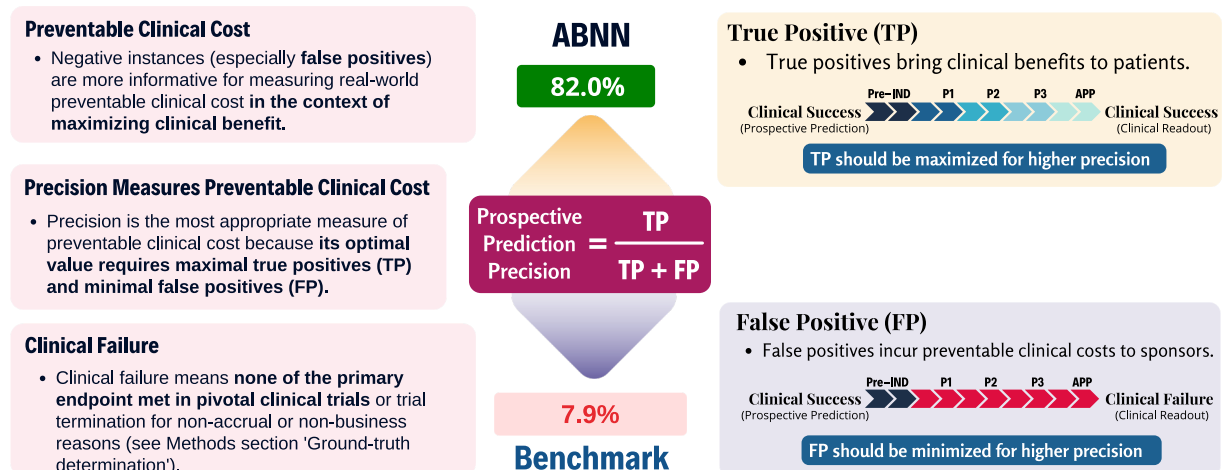 Preventable Clinical Cost
• Negative instances (especially false positives)
are more informative for measuring real-world
preventable clinical cost in the context of
maximizing clinical benefit.
Precision Measures Preventable Clinical Cost
• Precision is the most appropriate measure of
preventable clinical cost because its optimal
value requires maximal true positives (TP)
and minimal false positives (FP).
Clinical Failure
• Clinical failure means none of the primary
endpoint met in pivotal clinical trials or trial
termination for non-accrual or non-business
reasons (see Methods section 'Ground-truth
determination').
ABNN
82.0%
Prospective
Prediction
Precision
=
TP
TP + FP
7.9%
Benchmark
True Positive (TP)
• True positives bring clinical benefits to patients.
Pre-IND P1 P2 P3 APP
Clinical Success
(Prospective Prediction)
Clinical Success
(Clinical Readout)
TP should be maximized for higher precision
False Positive (FP)
• False positives incur preventable clinical costs to sponsors.
Pre-IND P1 P2 P3 APP
Clinical Success
(Prospective Prediction)
Clinical Failure
(Clinical Readout)
FP should be minimized for higher precision